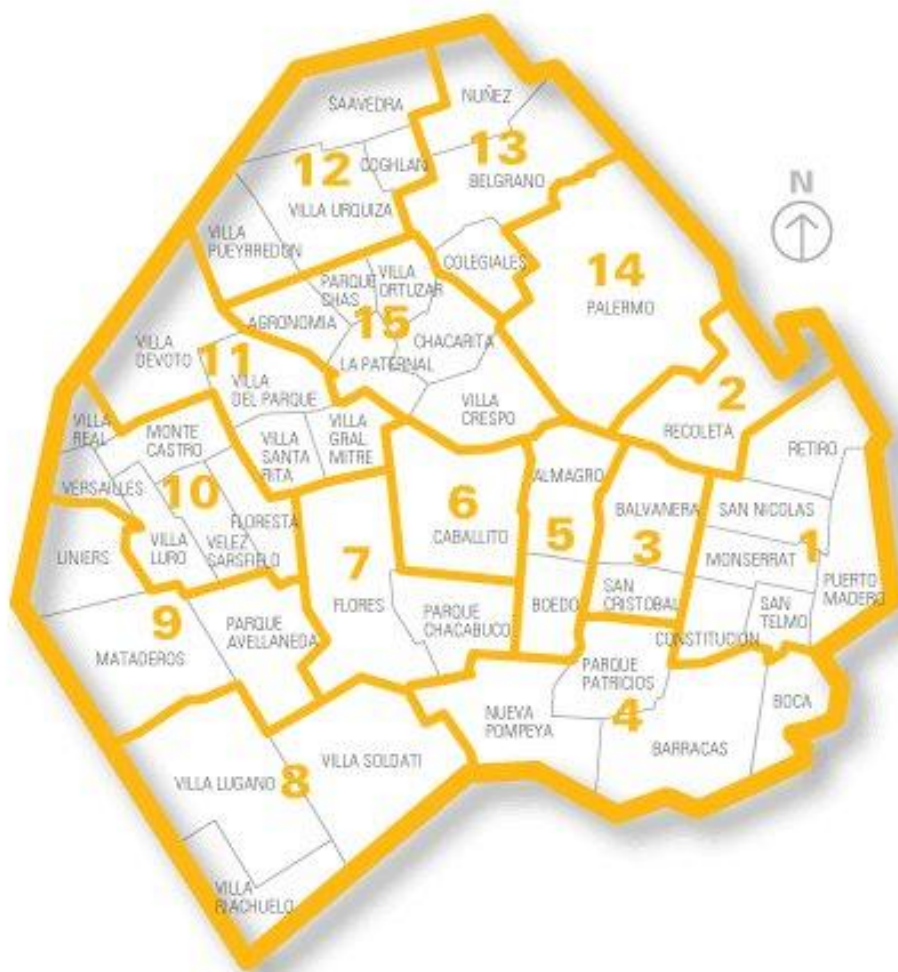 SAAVEDRA
NUÑEZ
12
COGHLAN
13
BELGRANO
N
VILLA URQUIZA
VILLA
PUEYRREDON
COLEGIALES
14
PALERMO
PARQUE
CHAS
VILLA
ORTUZAR
AGRONOMIA
15
CHACARITA
LA PATERNAL
VILLA
DEVOTO
11
VILLA
DEL PARQUE
VILLA
CRESPO
2
RECOLETA
VILLA
REAL
MONTE
CASTRO
VILLA
SANTA
RITA
VILLA
GRAL
MITRE
RETIRO
VERSAILLES
10
FLORESTA
VILLA
LURO
VELEZ
SARSFIELD
6
CABALLITO
ALMAGRO
5
BALVANERA
3
SAN NICOLAS
MONSERRAT
1
LINIERS
7
FLORES
PARQUE
CHACABUCO
BOEDO
SAN
CRISTOBAL
SAN
TELMO
PUERTO
MADERO
CONSTITUCION
9
MATADEROS
PARQUE
AVELLANEDA
PARQUE
PATRICIOS
4
NUEVA
POMPEYA
BARRACAS
BOCA
VILLA LUGANO
8
VILLA SOLDATI
VILLA
RIACHUELO